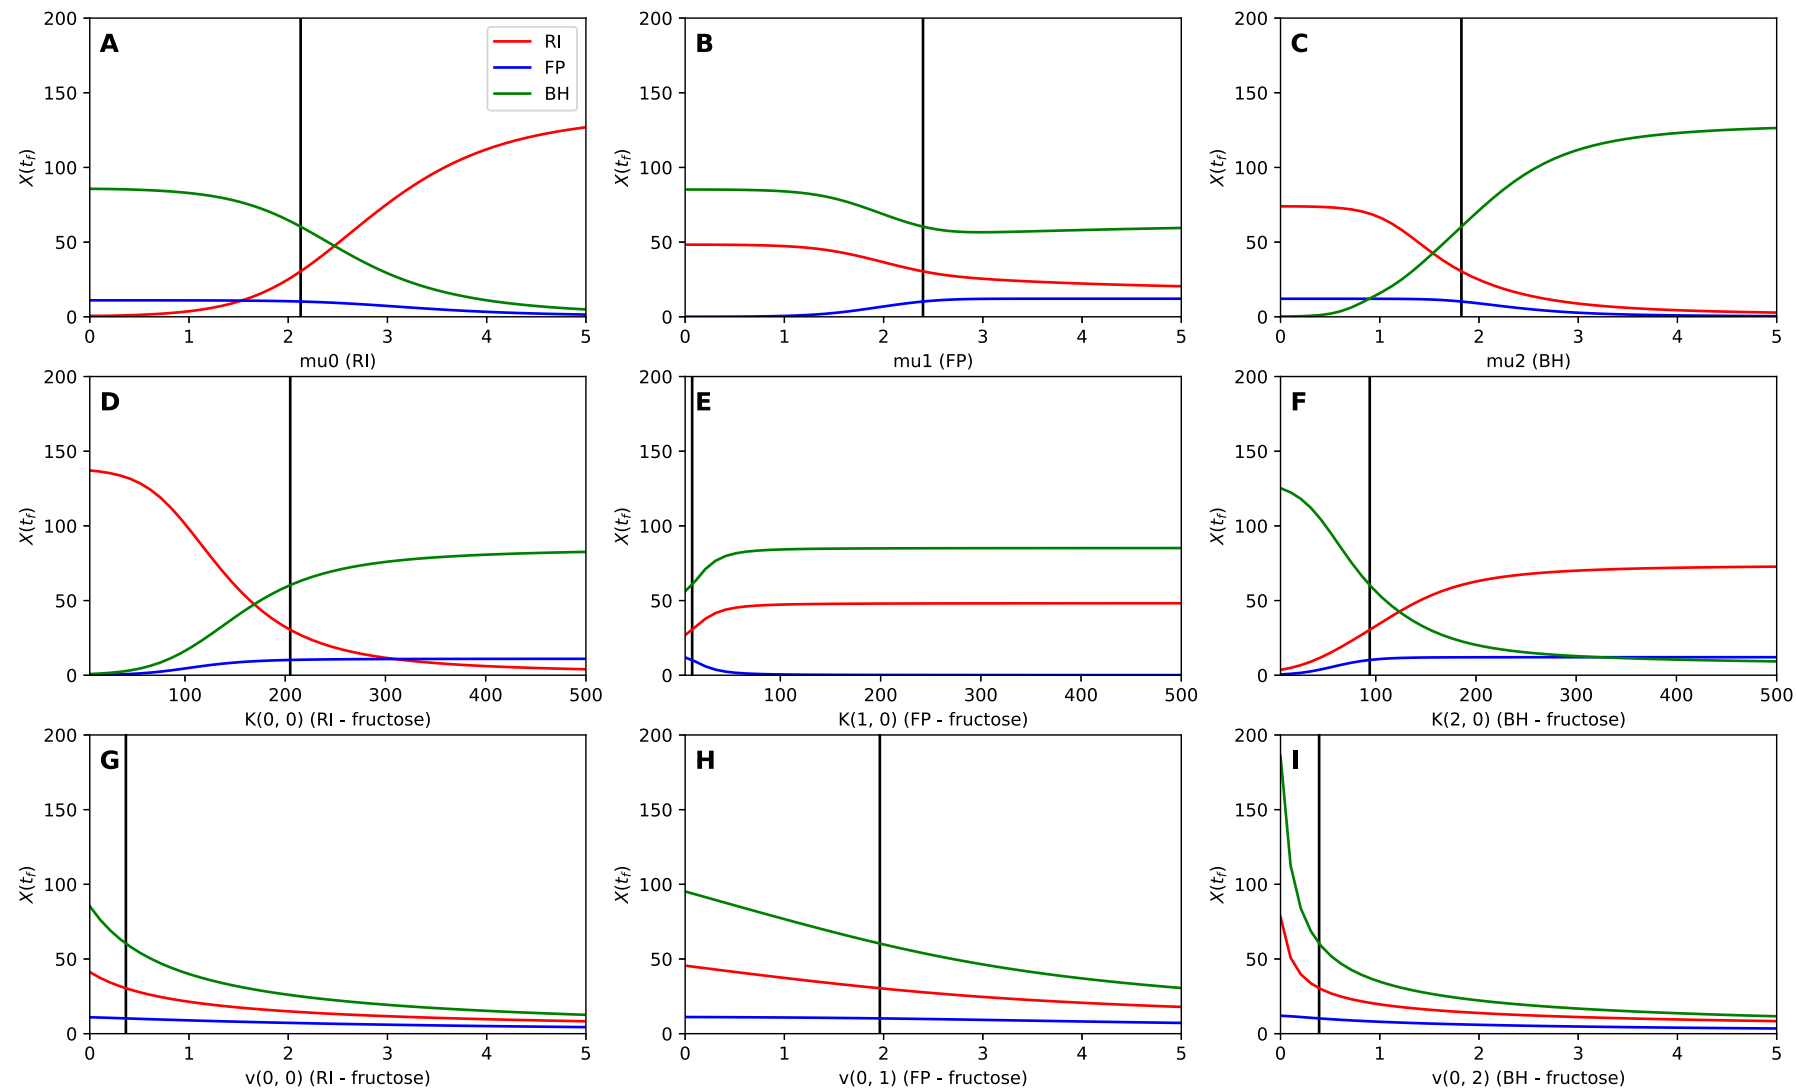 A
RI
FP
BH
200
150
100
50
0
X(t_f)
0 1 2 3 4 5
mu0 (RI)
B
200
150
100
50
0
X(t_f)
0 1 2 3 4 5
mu1 (FP)
C
200
150
100
50
0
X(t_f)
0 1 2 3 4 5
mu2 (BH)
D
200
150
100
50
0
X(t_f)
100 200 300 400 500
K(0, 0) (RI - fructose)
E
200
150
100
50
0
X(t_f)
100 200 300 400 500
K(1, 0) (FP - fructose)
F
200
150
100
50
0
X(t_f)
100 200 300 400 500
K(2, 0) (BH - fructose)
G
200
150
100
50
0
X(t_f)
0 1 2 3 4 5
v(0, 0) (RI - fructose)
H
200
150
100
50
0
X(t_f)
0 1 2 3 4 5
v(0, 1) (FP - fructose)
I
200
150
100
50
0
X(t_f)
0 1 2 3 4 5
v(0, 2) (BH - fructose)